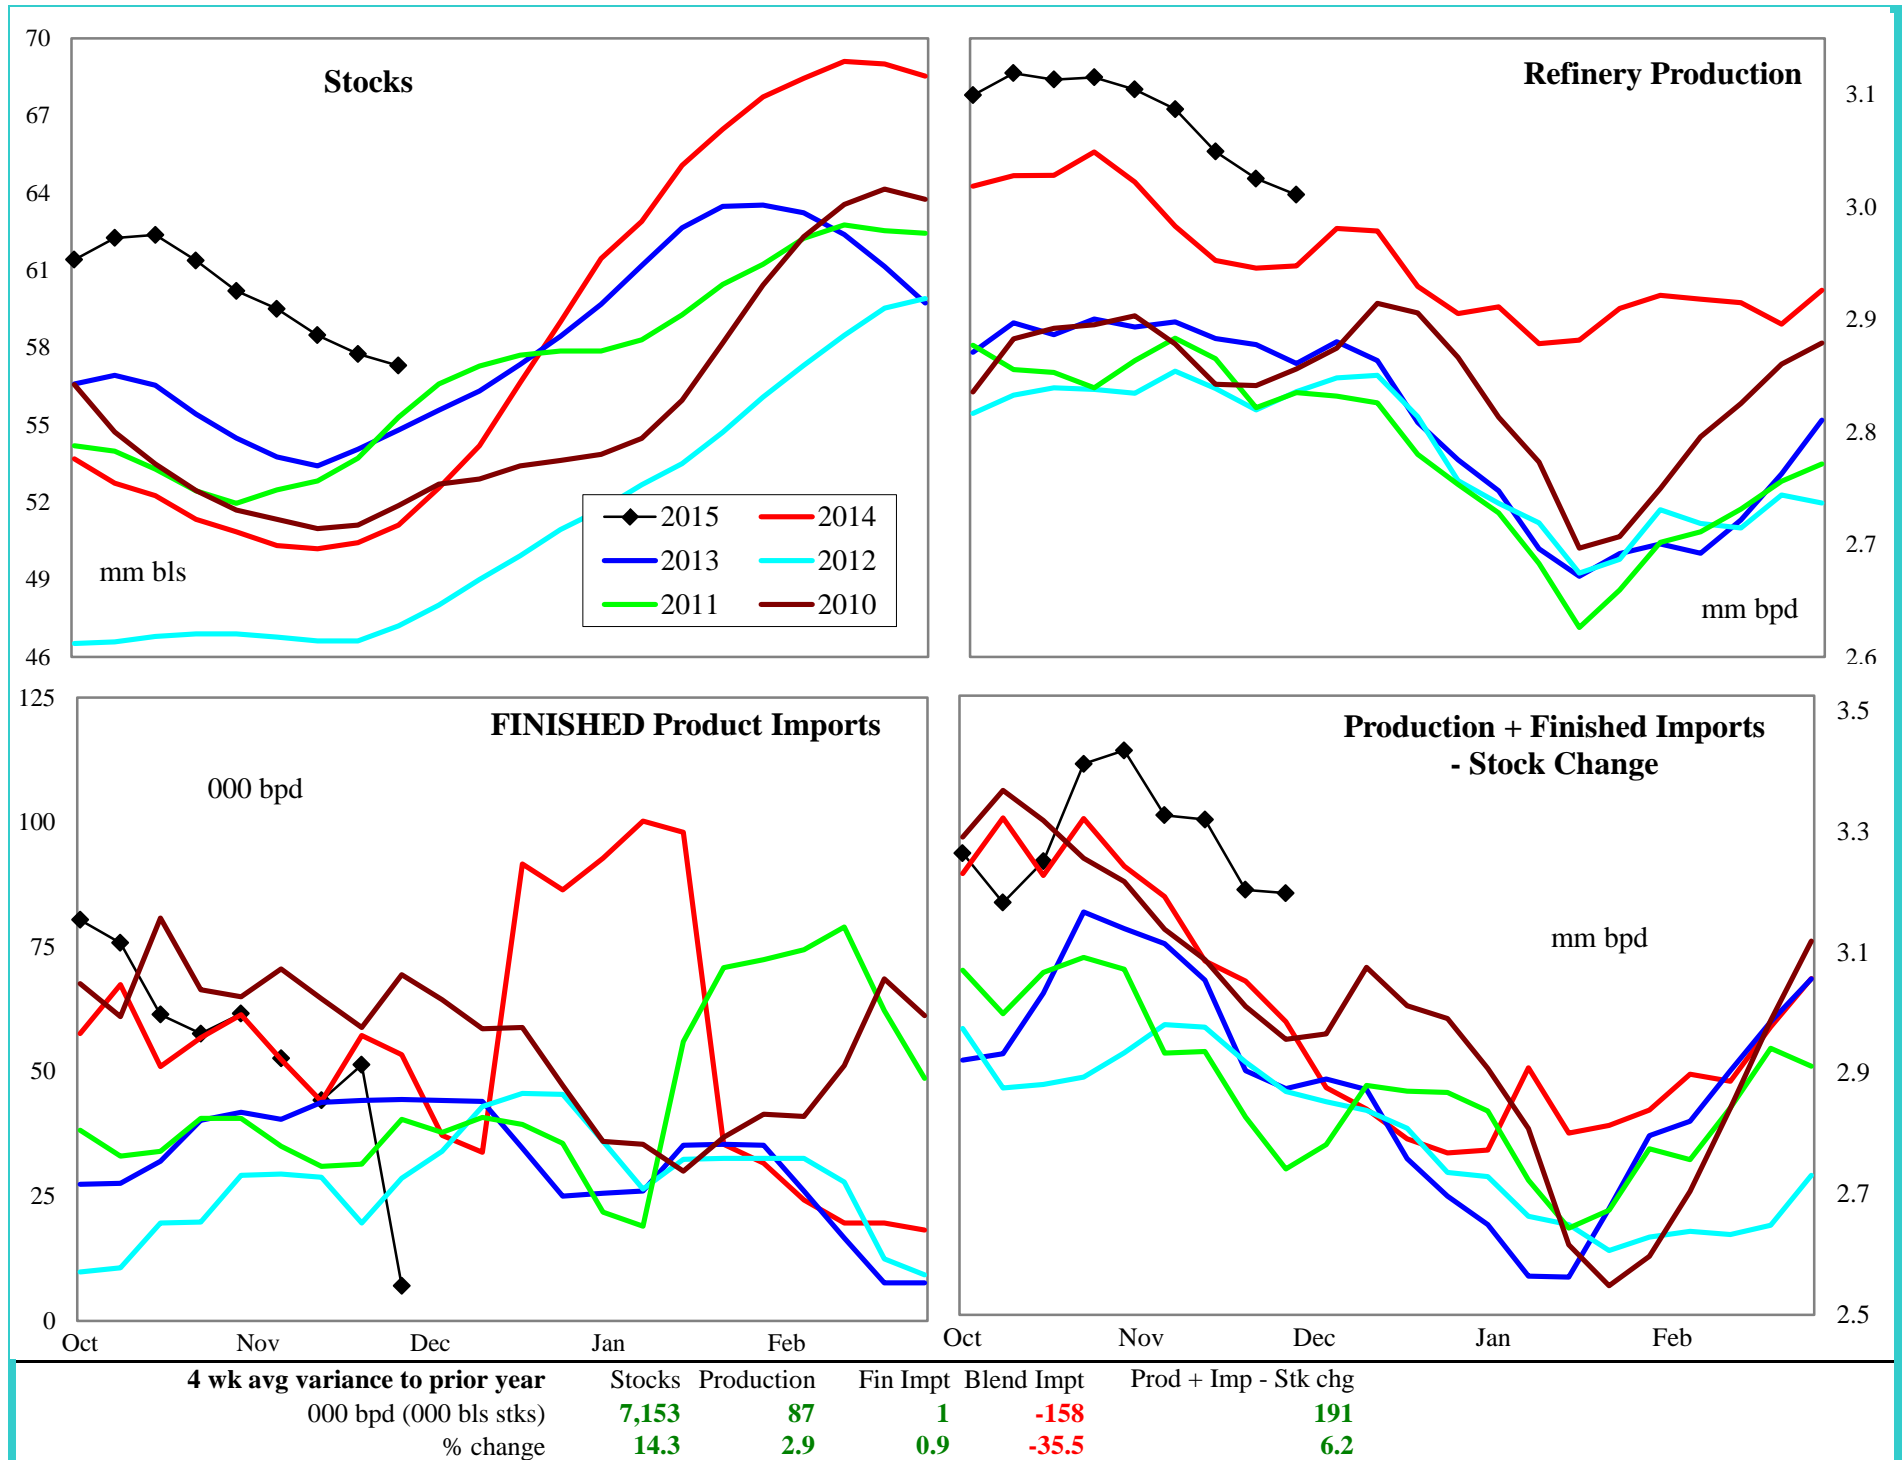 Stocks
70
67
64
61
58
55
52
49
46
mm bls
2015 2014
2013 2012
2011 2010
Refinery Production
3.1
3.0
2.9
2.8
2.7
2.6
mm bpd
FINISHED Product Imports
000 bpd
125
100
75
50
25
0
Oct Nov Dec Jan Feb
Production + Finished Imports
- Stock Change
mm bpd
3.5
3.3
3.1
2.9
2.7
2.5
Oct Nov Dec Jan Feb
4 wk avg variance to prior year Stocks Production Fin Impt Blend Impt Prod + Imp - Stk chg
000 bpd (000 bls stks) 7,153 87 1 -158 191
% change 14.3 2.9 0.9 -35.5 6.2